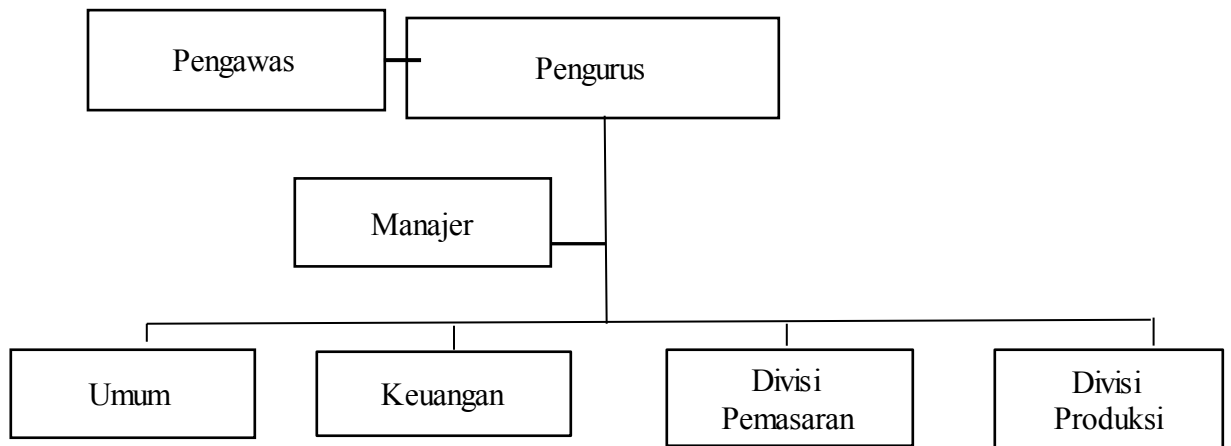 Pengawas
Pengurus
Manajer
Umum
Keuangan
Divisi
Pemasaran
Divisi
Produksi